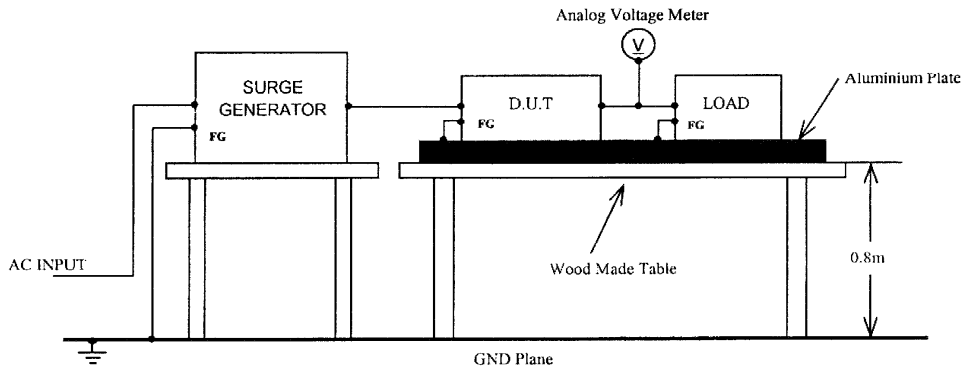 Analog Voltage Meter
V
SURGE
GENERATOR
FG
D.U.T
FG
LOAD
FG
Aluminium Plate
AC INPUT
Wood Made Table
0.8m
GND Plane